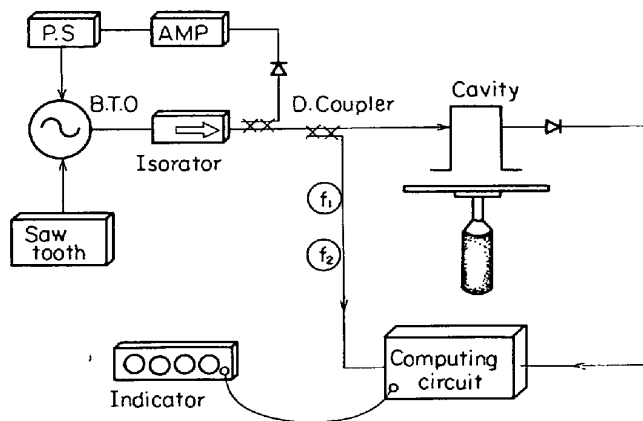 P.S
AMP
B.T.O
D. Coupler
Cavity
Isorator
f₁
Saw
tooth
f₂
Computing
circuit
Indicator